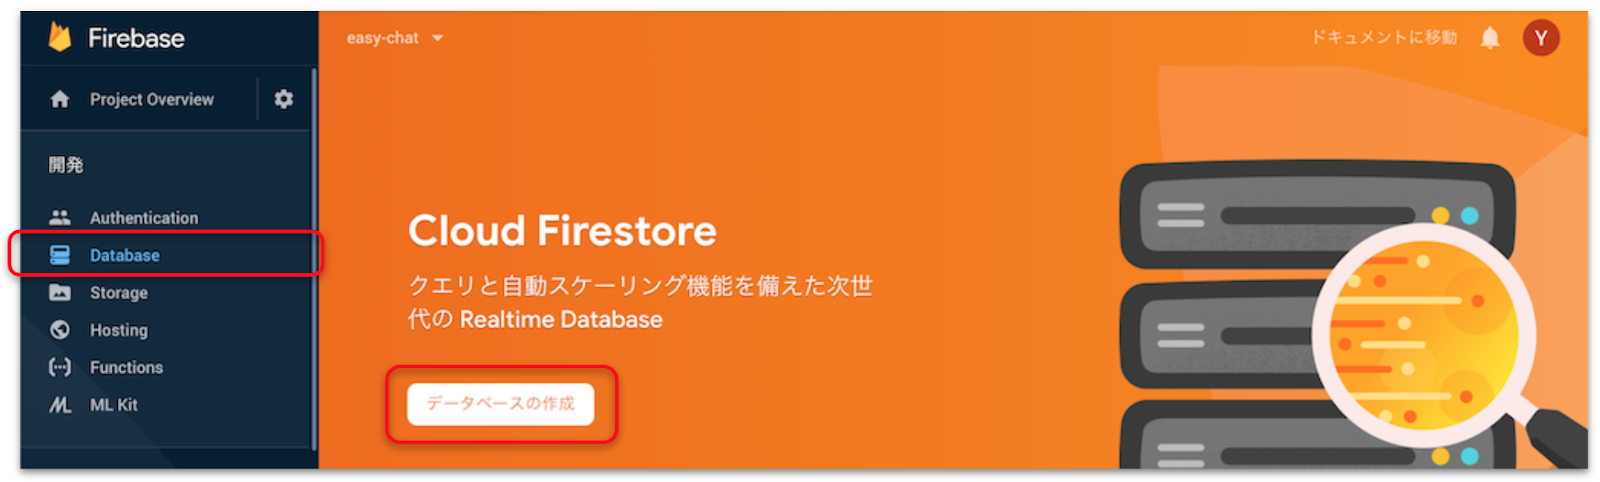 Firebase
easy-chat
ドキュメントに移動
Y
Project Overview
開発
Authentication
Database
Storage
Hosting
Functions
ML Kit
Cloud Firestore
クエリと自動スケーリング機能を備えた次世
代の Realtime Database
データベースの作成